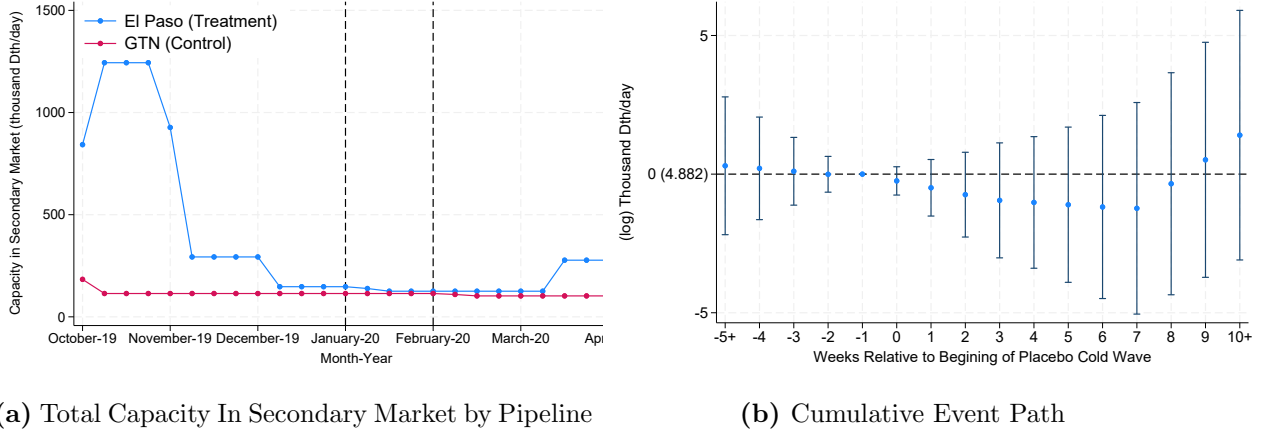 El Paso (Treatment)
GTN (Control)
Capacity in Secondary Market (thousand Dth/day)
1500
1000
500
0
October-19 November-19 December-19 January-20 February-20 March-20 Apr
Month-Year
(a) Total Capacity In Secondary Market by Pipeline
(log) Thousand Dth/day
5
0 (4.882)
-5
-5+ -4 -3 -2 -1 0 1 2 3 4 5 6 7 8 9 10+
Weeks Relative to Begining of Placebo Cold Wave
(b) Cumulative Event Path